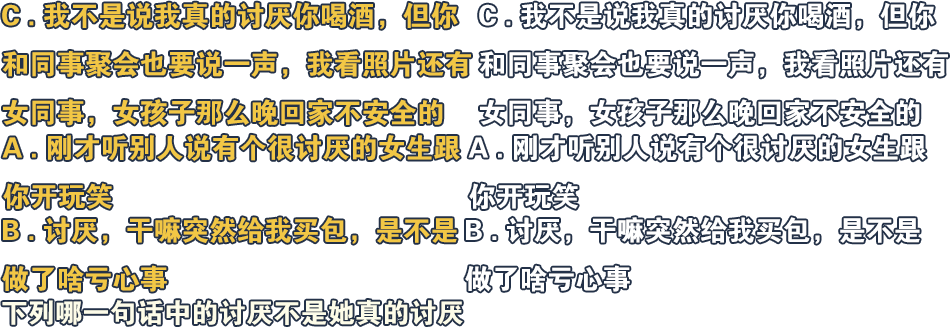 C.我不是说我真的讨厌你喝酒，但你
和同事聚会也要说一声，我看照片还有
女同事，女孩子那么晚回家不安全的
A.刚才听别人说有个很讨厌的女生跟
你开玩笑
B.讨厌，干嘛突然给我买包，是不是
做了啥亏心事
C.我不是说我真的讨厌你喝酒，但你
和同事聚会也要说一声，我看照片还有
女同事，女孩子那么晚回家不安全的
A.刚才听别人说有个很讨厌的女生跟
你开玩笑
B.讨厌，干嘛突然给我买包，是不是
做了啥亏心事
下列哪一句话中的讨厌不是她真的讨厌